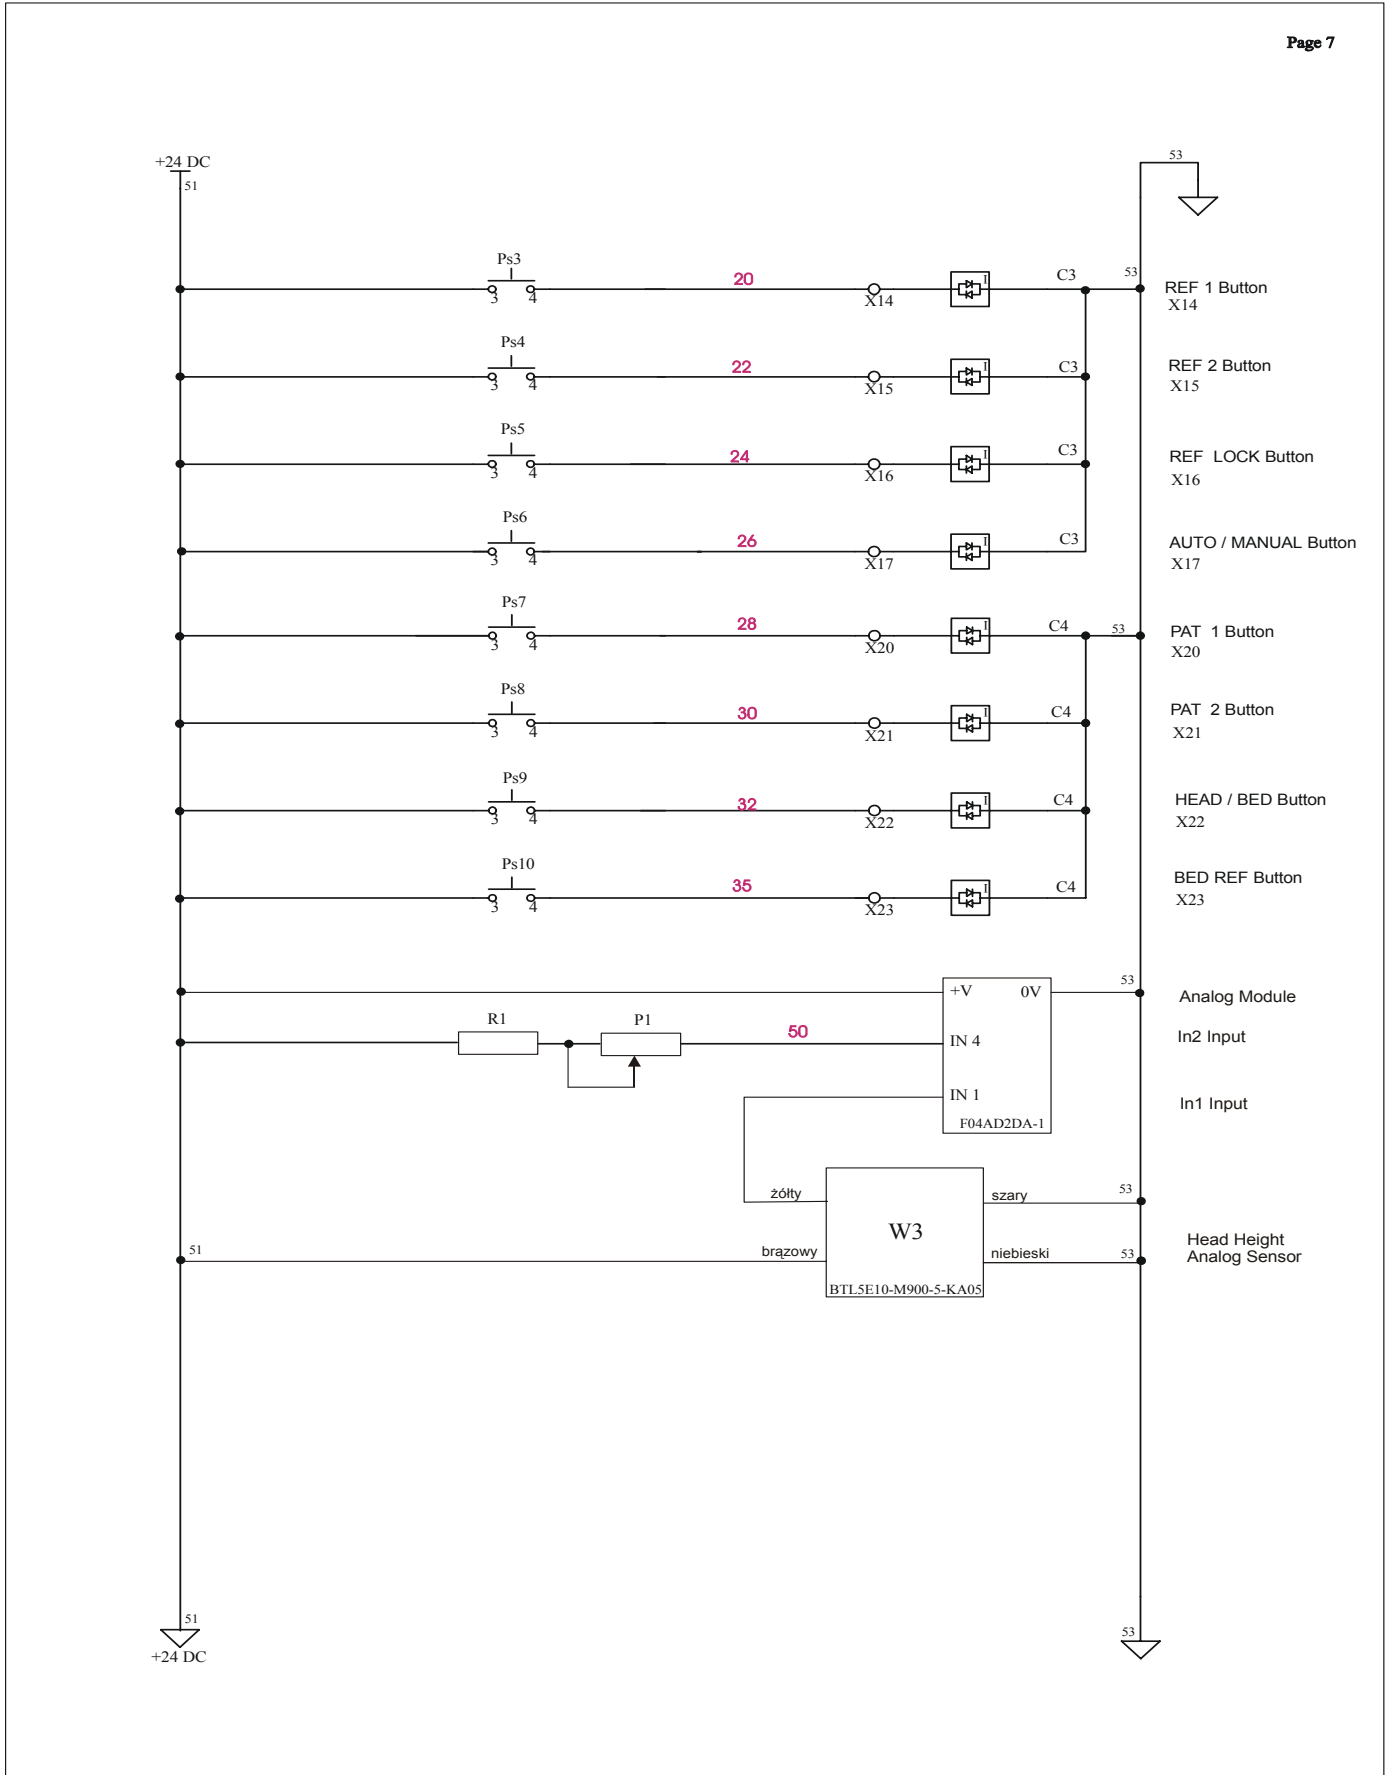 Page 7
+24 DC
51
53
Ps3
3 4
20
X14
I
C3
53
REF 1 Button
X14
Ps4
3 4
22
X15
I
C3
REF 2 Button
X15
Ps5
3 4
24
X16
I
C3
REF LOCK Button
X16
Ps6
3 4
26
X17
I
C3
AUTO / MANUAL Button
X17
Ps7
3 4
28
X20
I
C4
53
PAT 1 Button
X20
Ps8
3 4
30
X21
I
C4
PAT 2 Button
X21
Ps9
3 4
32
X22
I
C4
HEAD / BED Button
X22
Ps10
3 4
35
X23
I
C4
BED REF Button
X23
+V 0V
53
Analog Module
R1
P1
50
IN 4
In2 Input
IN 1
In1 Input
F04AD2DA-1
żółty
szary
53
W3
Head Height
Analog Sensor
51
brązowy
niebieski
53
BTL5E10-M900-5-KA05
51
+24 DC
53